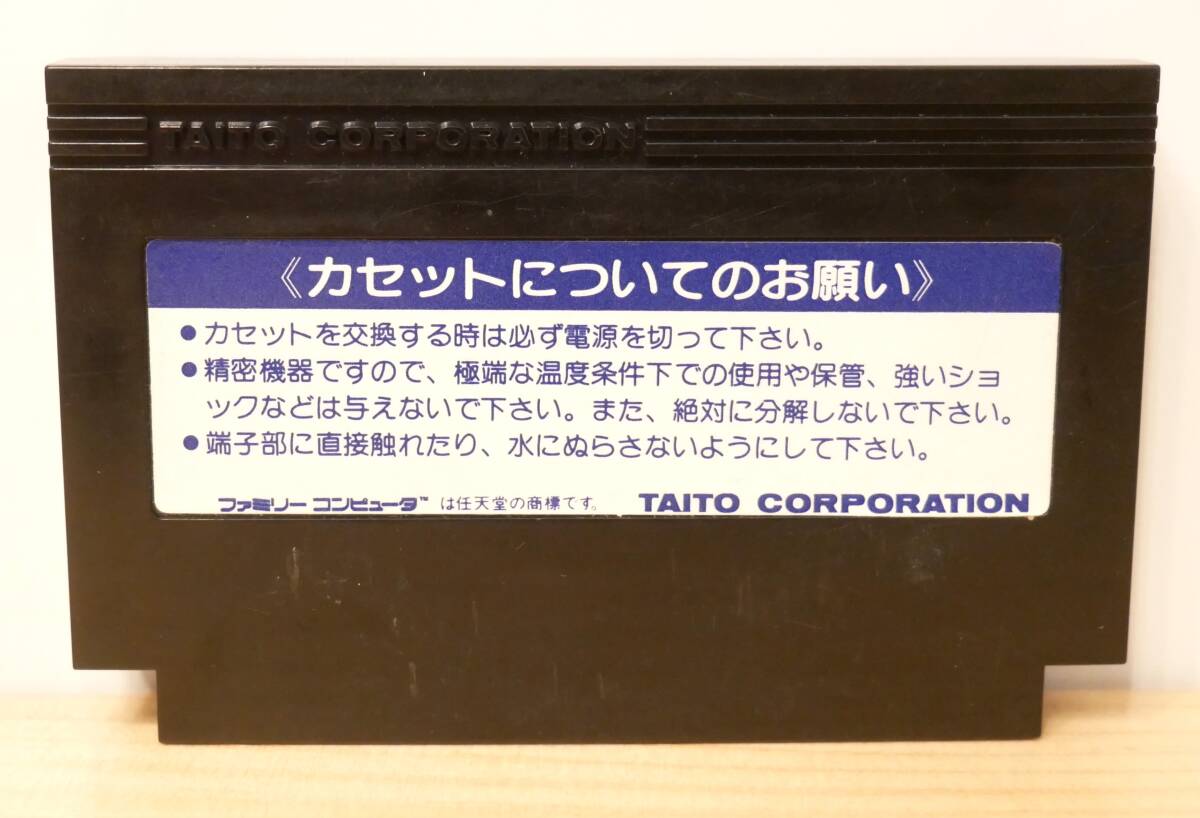 TAITO CORPORATION
《カセットについてのお願い》
●カセットを交換する時は必ず電源を切って下さい。
●精密機器ですので、極端な温度条件下での使用や保管、強いショ
ックなどは与えないで下さい。また、絶対に分解しないで下さい。
●端子部に直接触れたり、水にぬらさないようにして下さい。
ファミリーコンピュータ™は任天堂の商標です。 TAITO CORPORATION